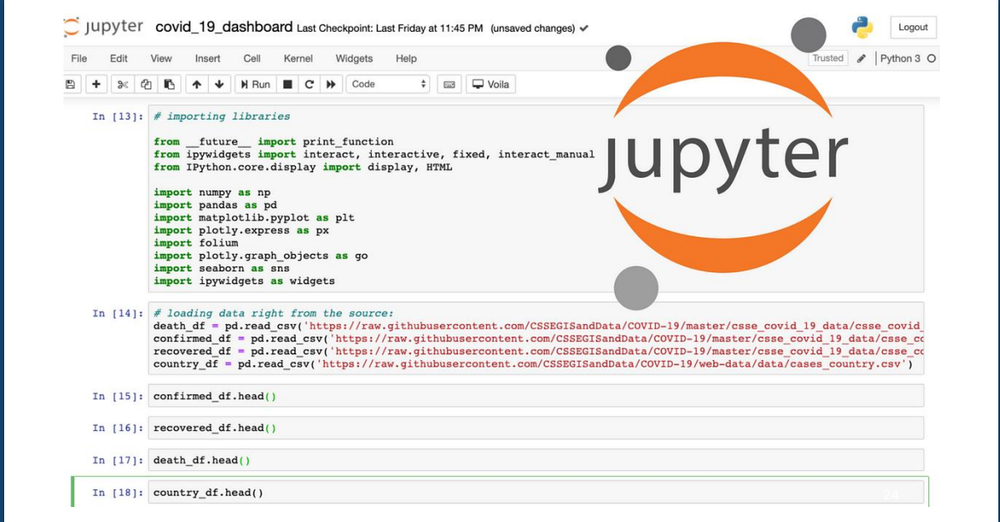 jupyter covid_19_dashboard Last Checkpoint: Last Friday at 11:45 PM (unsaved changes)
Logout
File Edit View Insert Cell Kernel Widgets Help
Trusted Python 3
Run Code Voila
In [13]: # importing libraries
from __future__ import print_function
from ipywidgets import interact, interactive, fixed, interact_manual
from IPython.core.display import display, HTML
import numpy as np
import pandas as pd
import matplotlib.pyplot as plt
import plotly.express as px
import folium
import plotly.graph_objects as go
import seaborn as sns
import ipywidgets as widgets
jupyter
In [14]: # loading data right from the source:
death_df = pd.read_csv('https://raw.githubusercontent.com/CSSEGISandData/COVID-19/master/csse_covid_19_data/csse_covid_
confirmed_df = pd.read_csv('https://raw.githubusercontent.com/CSSEGISandData/COVID-19/master/csse_covid_19_data/csse_co
recovered_df = pd.read_csv('https://raw.githubusercontent.com/CSSEGISandData/COVID-19/master/csse_covid_19_data/csse_co
country_df = pd.read_csv('https://raw.githubusercontent.com/CSSEGISandData/COVID-19/web-data/data/cases_country.csv')
In [15]: confirmed_df.head()
In [16]: recovered_df.head()
In [17]: death_df.head()
In [18]: country_df.head()
24